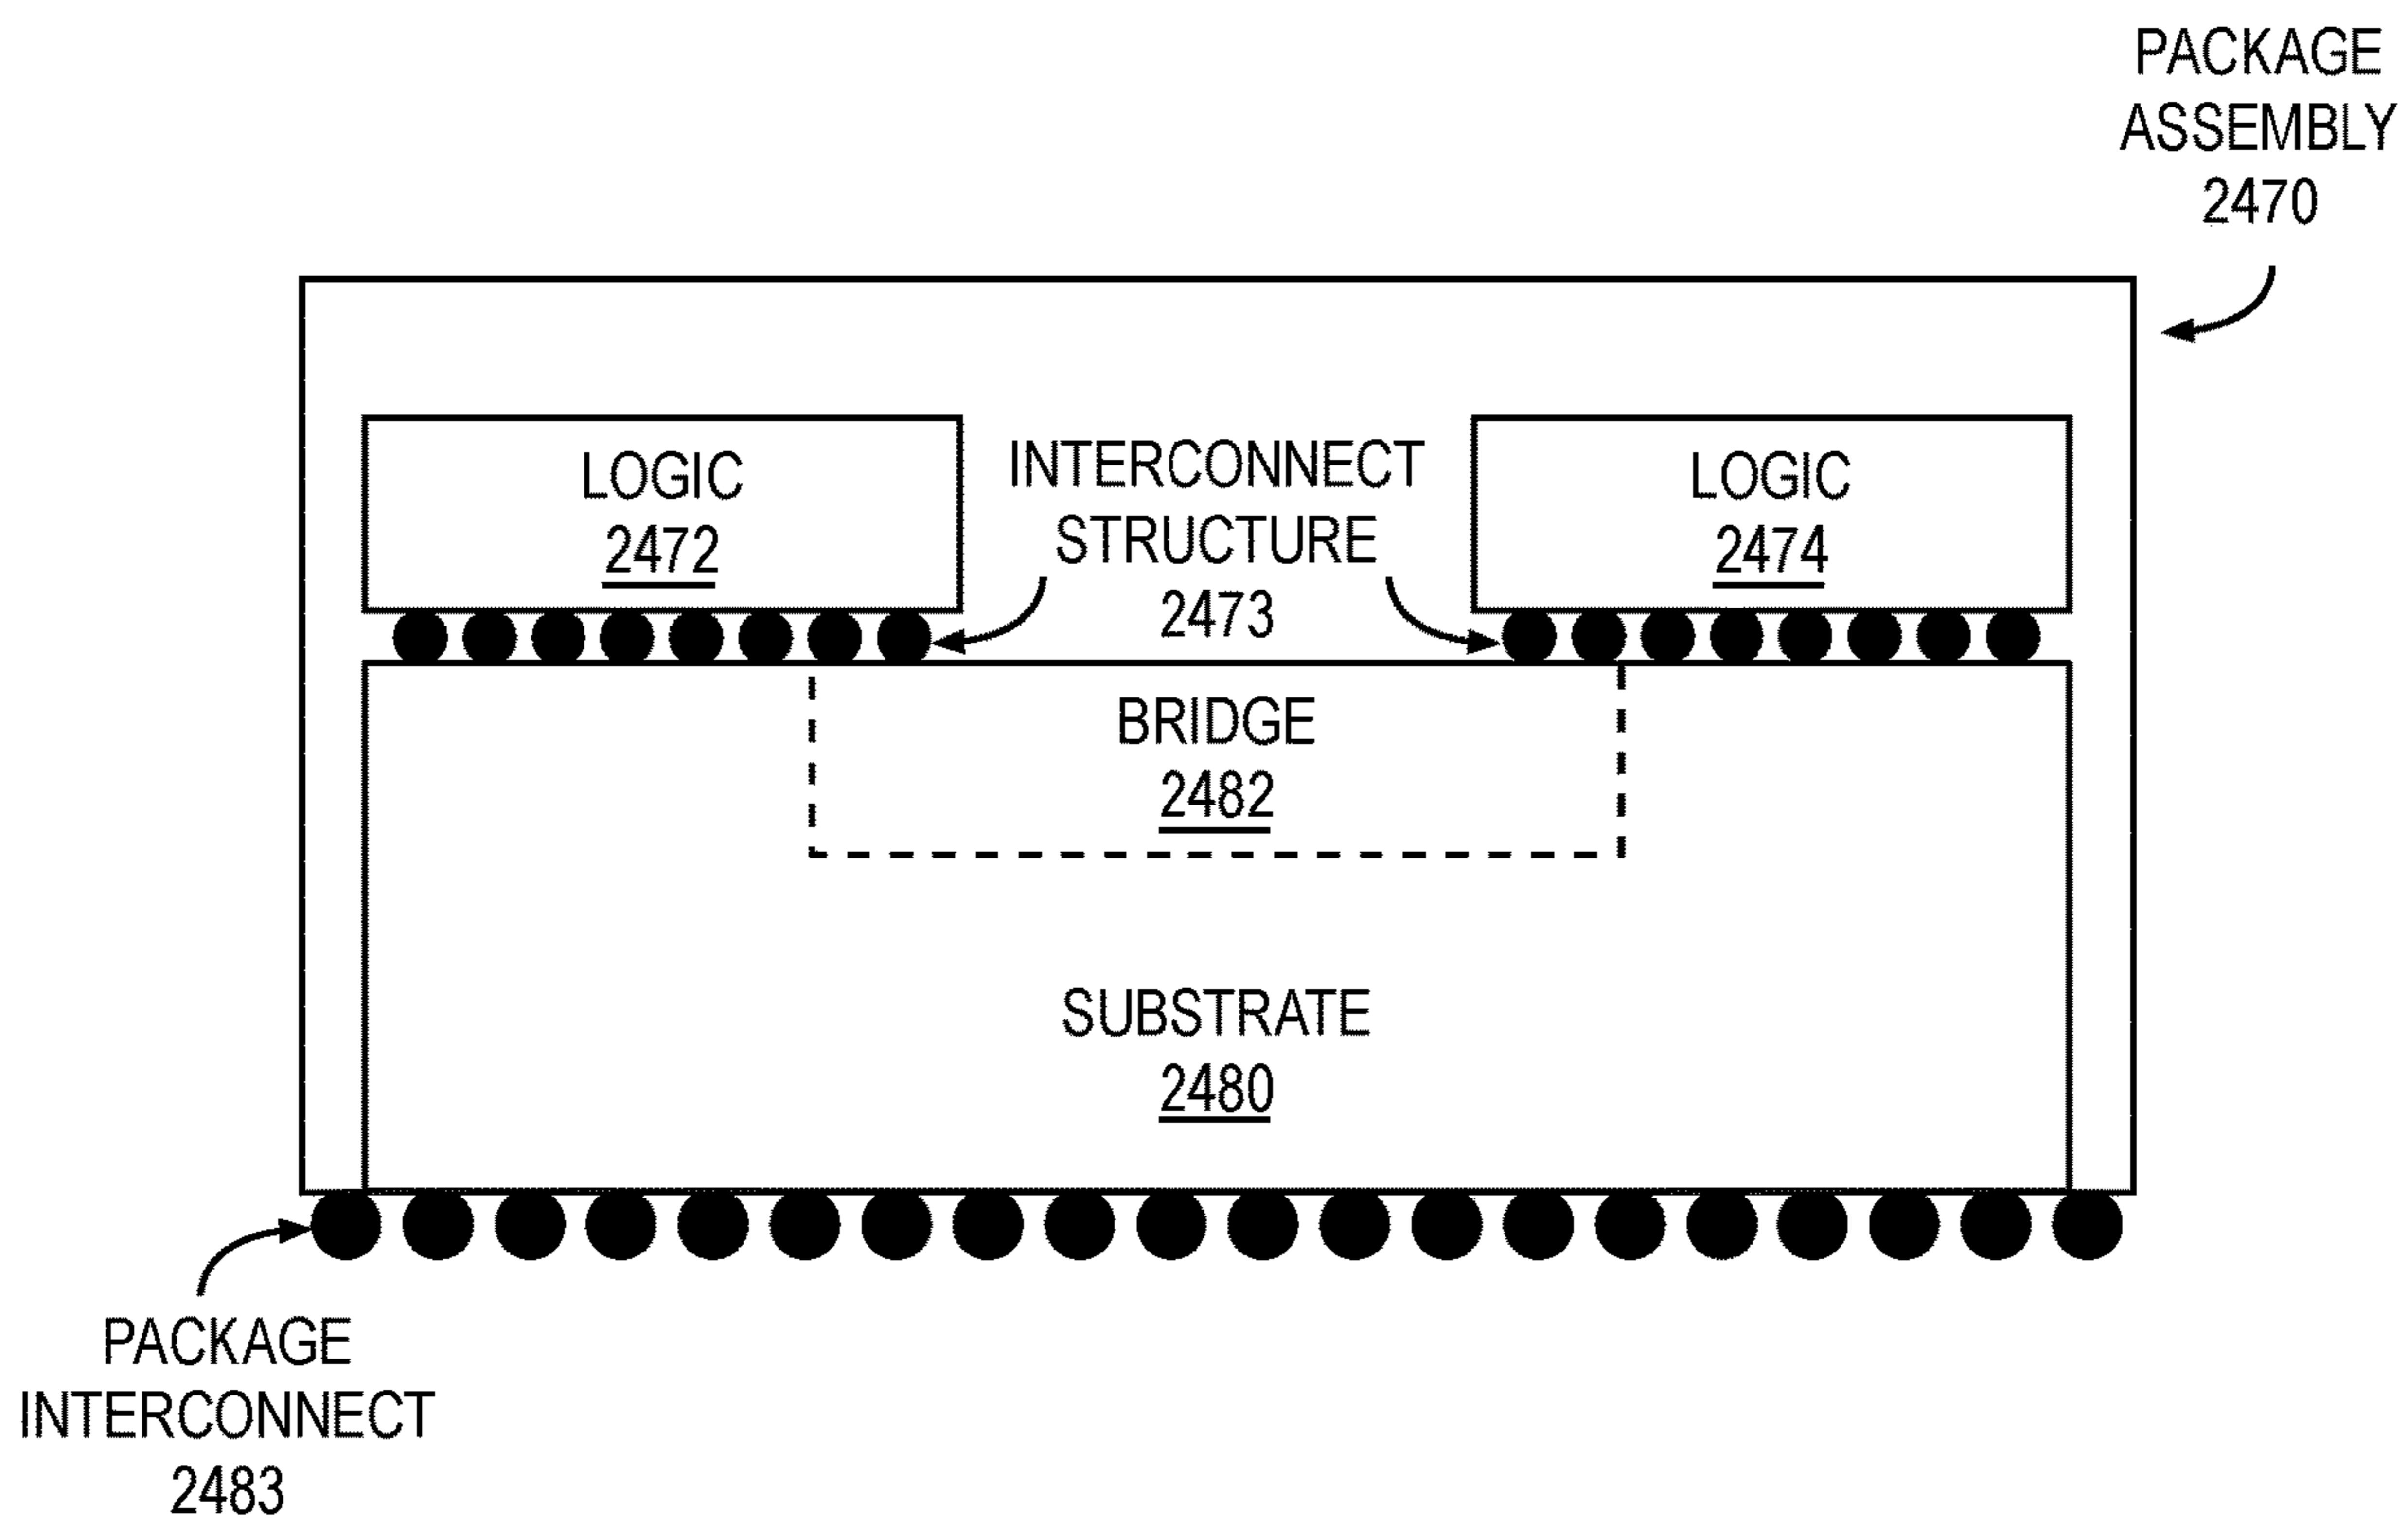 PACKAGE
ASSEMBLY
2470
LOGIC
2472
INTERCONNECT
STRUCTURE
2473
LOGIC
2474
BRIDGE
2482
SUBSTRATE
2480
PACKAGE
INTERCONNECT
2483